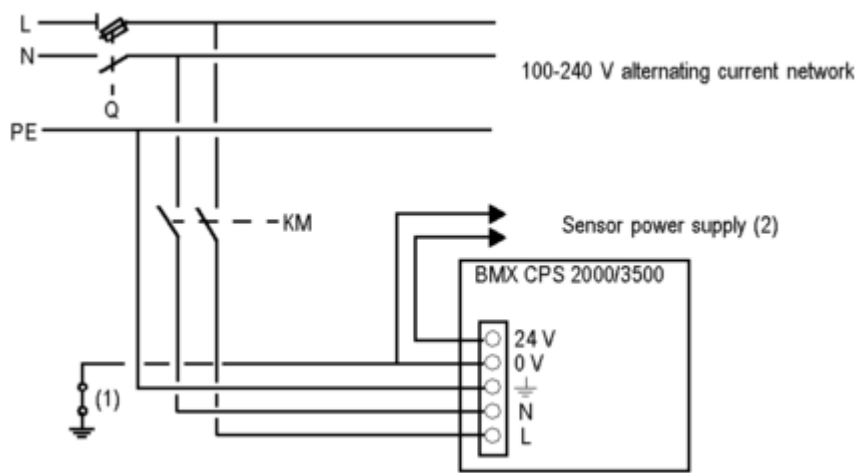 L
N
100-240 V alternating current network
Q
PE
KM
Sensor power supply (2)
BMX CPS 2000/3500
24 V
0 V
(1)
N
L